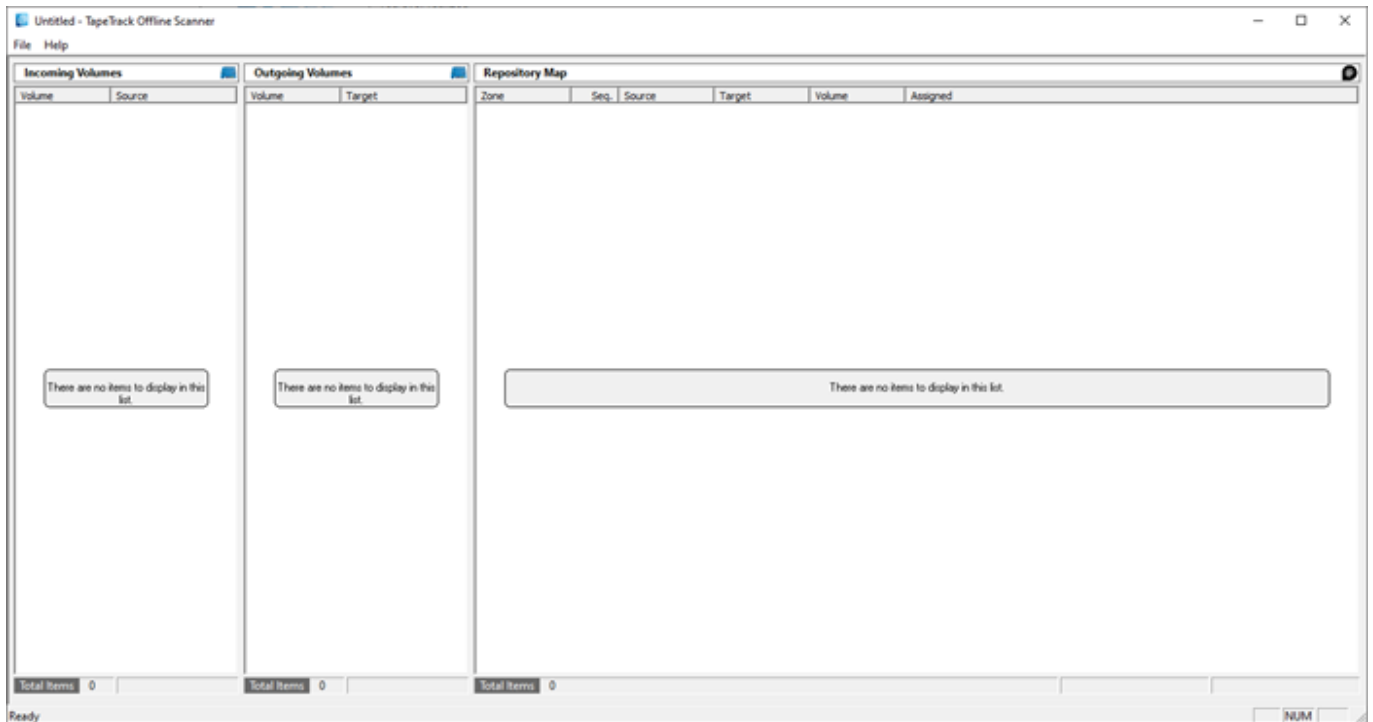 Untitled - TapeTrack Offline Scanner
File Help
Incoming Volumes
Outgoing Volumes
Repository Map
Volume Source
Volume Target
Zone Seq. Source Target Volume Assigned
There are no items to display in this
list.
There are no items to display in this
list.
There are no items to display in this list.
Total Items 0
Total Items 0
Total Items 0
Ready
NUM